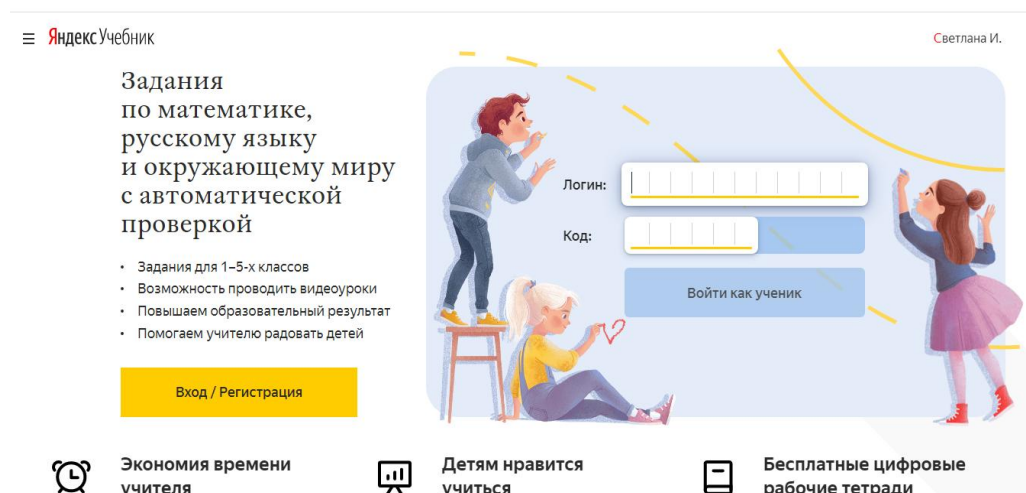 ☰ Яндекс Учебник
Светлана И.
Задания
по математике,
русскому языку
и окружающему миру
с автоматической
проверкой
• Задания для 1–5-х классов
• Возможность проводить видеоуроки
• Повышаем образовательный результат
• Помогаем учителю радовать детей
Вход / Регистрация
Логин:
Код:
Войти как ученик
Экономия времени
учителя
Детям нравится
учиться
Бесплатные цифровые
рабочие тетради